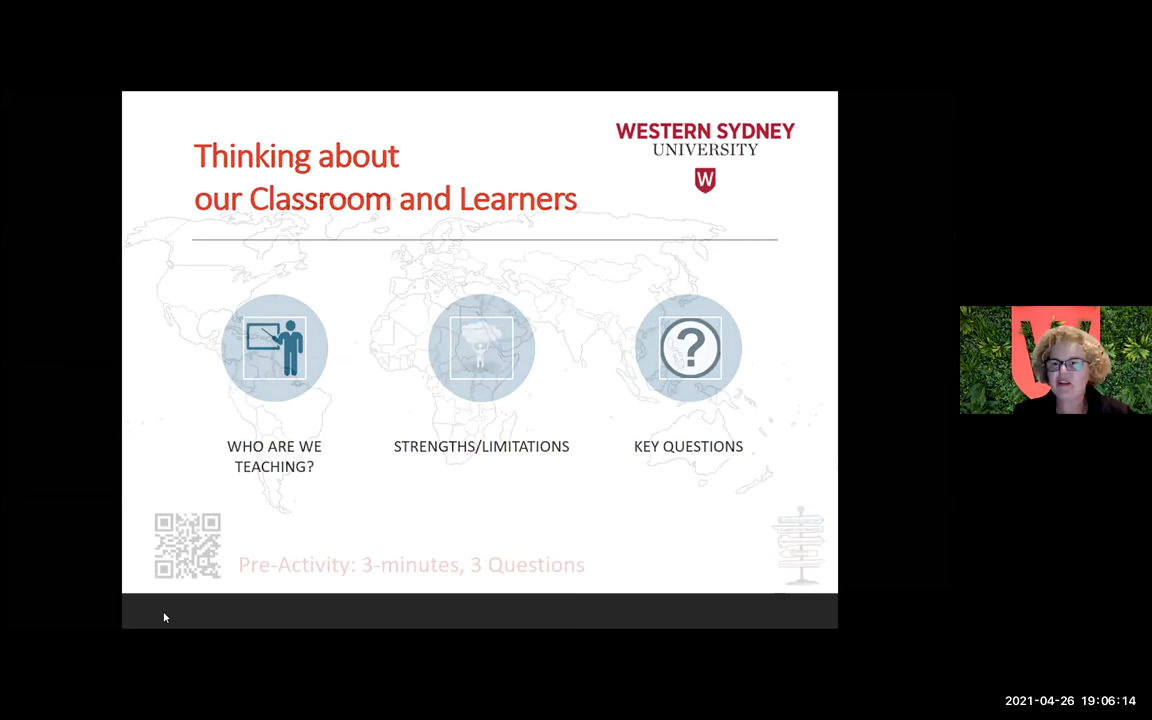 Thinking about
our Classroom and Learners
WESTERN SYDNEY
UNIVERSITY
W
?
WHO ARE WE
TEACHING?
STRENGTHS/LIMITATIONS
KEY QUESTIONS
Pre-Activity: 3-minutes, 3 Questions
2021-04-26 19:06:14